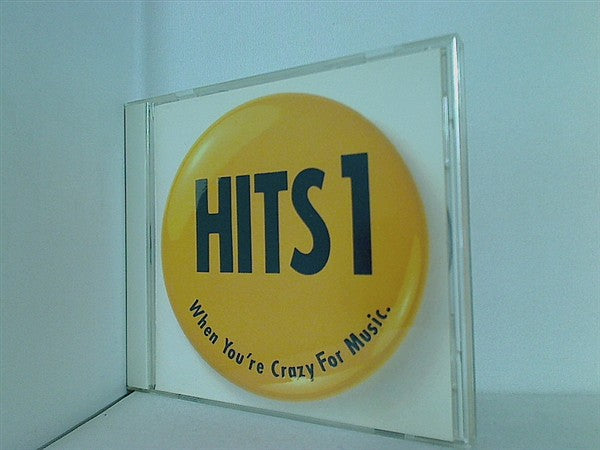 HITS 1
When You're Crazy For Music.